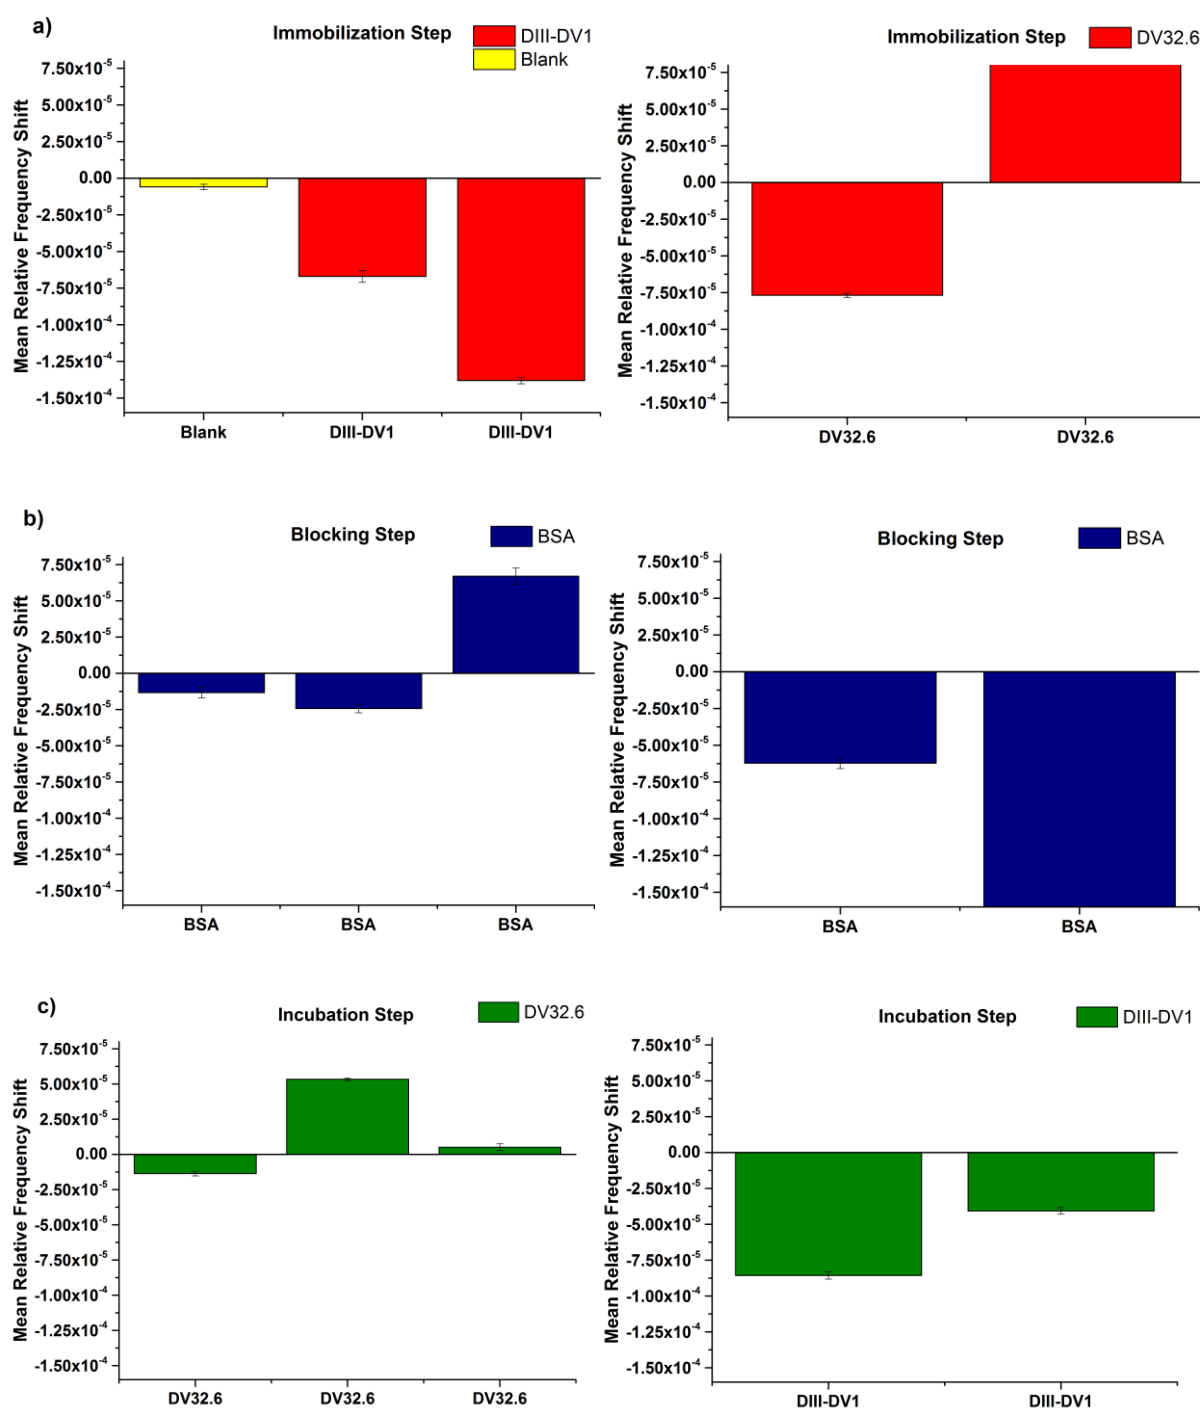 a)
Immobilization Step
DIII-DV1
Blank
Mean Relative Frequency Shift
7.50x10⁻⁵
5.00x10⁻⁵
2.50x10⁻⁵
0.00
-2.50x10⁻⁵
-5.00x10⁻⁵
-7.50x10⁻⁵
-1.00x10⁻⁴
-1.25x10⁻⁴
-1.50x10⁻⁴
Blank DIII-DV1 DIII-DV1
Immobilization Step
DV32.6
Mean Relative Frequency Shift
7.50x10⁻⁵
5.00x10⁻⁵
2.50x10⁻⁵
0.00
-2.50x10⁻⁵
-5.00x10⁻⁵
-7.50x10⁻⁵
-1.00x10⁻⁴
-1.25x10⁻⁴
-1.50x10⁻⁴
DV32.6 DV32.6
b)
Blocking Step
BSA
Mean Relative Frequency Shift
7.50x10⁻⁵
5.00x10⁻⁵
2.50x10⁻⁵
0.00
-2.50x10⁻⁵
-5.00x10⁻⁵
-7.50x10⁻⁵
-1.00x10⁻⁴
-1.25x10⁻⁴
-1.50x10⁻⁴
BSA BSA BSA
Blocking Step
BSA
Mean Relative Frequency Shift
7.50x10⁻⁵
5.00x10⁻⁵
2.50x10⁻⁵
0.00
-2.50x10⁻⁵
-5.00x10⁻⁵
-7.50x10⁻⁵
-1.00x10⁻⁴
-1.25x10⁻⁴
-1.50x10⁻⁴
BSA BSA
c)
Incubation Step
DV32.6
Mean Relative Frequency Shift
7.50x10⁻⁵
5.00x10⁻⁵
2.50x10⁻⁵
0.00
-2.50x10⁻⁵
-5.00x10⁻⁵
-7.50x10⁻⁵
-1.00x10⁻⁴
-1.25x10⁻⁴
-1.50x10⁻⁴
DV32.6 DV32.6 DV32.6
Incubation Step
DIII-DV1
Mean Relative Frequency Shift
7.50x10⁻⁵
5.00x10⁻⁵
2.50x10⁻⁵
0.00
-2.50x10⁻⁵
-5.00x10⁻⁵
-7.50x10⁻⁵
-1.00x10⁻⁴
-1.25x10⁻⁴
-1.50x10⁻⁴
DIII-DV1 DIII-DV1